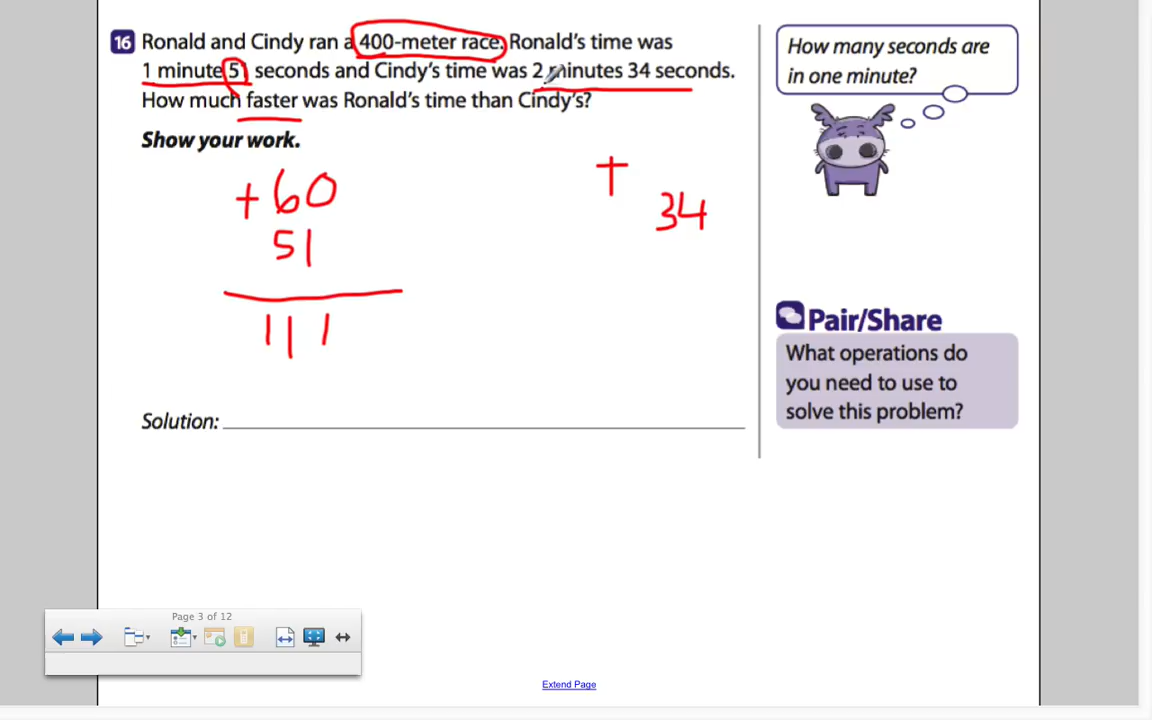 16 Ronald and Cindy ran a 400-meter race. Ronald's time was
1 minute 51 seconds and Cindy's time was 2 minutes 34 seconds.
How much faster was Ronald's time than Cindy's?
Show your work.
+60
51
111
+
34
Solution:
How many seconds are
in one minute?
Pair/Share
What operations do
you need to use to
solve this problem?
Page 3 of 12
Extend Page